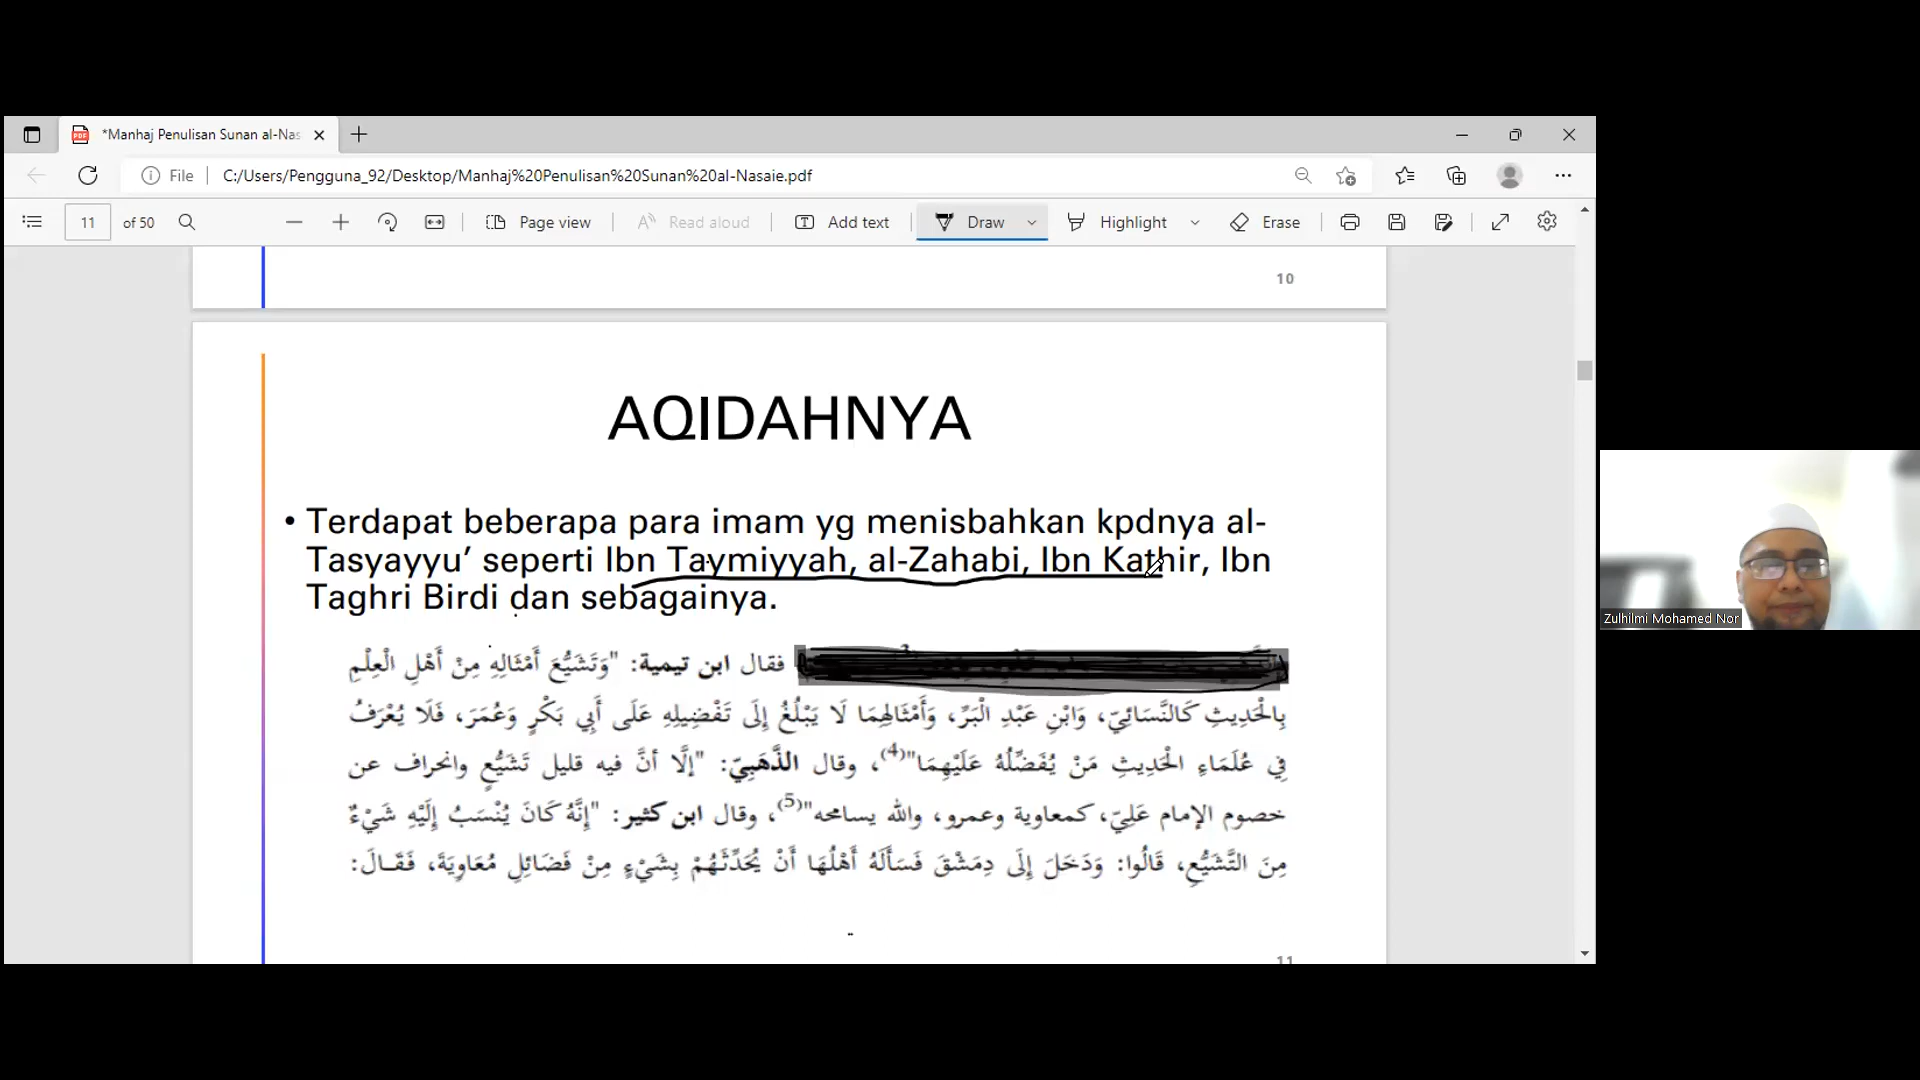 *Manhaj Penulisan Sunan al-Nas
File
C:/Users/Pengguna_92/Desktop/Manhaj%20Penulisan%20Sunan%20al-Nasaie.pdf
11 of 50
Page view
Read aloud
Add text
Draw
Highlight
Erase
10
AQIDAHNYA
• Terdapat beberapa para imam yg menisbahkan kpdnya al-
Tasyayyu’ seperti Ibn Taymiyyah, al-Zahabi, Ibn Kathir, Ibn
Taghri Birdi dan sebagainya.
فقال ابن تيمية: "وَتَشَيُّعَ أَمْثَالِهِ مِنْ أَهْلِ الْعِلْمِ
بِالْحَدِيثِ كَالنَّسَائِيّ، وَابْنِ عَبْدِ الْبَرِّ، وَأَمْثَالِهِمَا لَا يَبْلُغُ إِلَى تَفْضِيلِهِ عَلَى أَبِي بَكْرٍ وَعُمَرَ، فَلَا يُعْرَفُ
فِي عُلَمَاءِ الْحَدِيثِ مَنْ يُفَضِّلُهُ عَلَيْهِمَا"(4)، وقال الذَّهَبِيّ: "إلَّا أنَّ فيه قليل تَشَيُّعٍ وانحراف عن
خصوم الإمام عَلِيّ، كمعاوية وعمرو، والله يسامحه"(5)، وقال ابن كثير: "إِنَّهُ كَانَ يُنْسَبُ إِلَيْهِ شَيْءٌ
مِنَ التَّشَيُّعِ، قَالُوا: وَدَخَلَ إِلَى دِمَشْقَ فَسَأَلَهُ أَهْلُهَا أَنْ يُحَدِّثَهُمْ بِشَيْءٍ مِنْ فَضَائِلِ مُعَاوِيَةَ، فَقَـالَ:
11
Zulhilmi Mohamed Nor